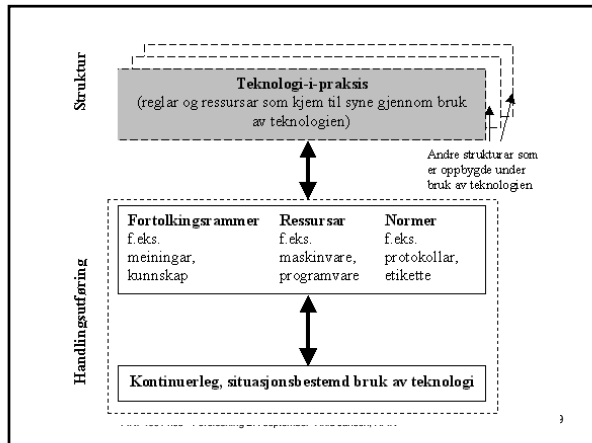 Struktur
Teknologi-i-praksis
(reglar og ressursar som kjem til syne gjennom bruk
av teknologien)
Andre strukturar som
er oppbygde under
bruk av teknologien
Handlingsutføring
Fortolkingsrammer
f.eks.
meiningar,
kunnskap
Ressursar
f.eks.
maskinvare,
programvare
Normer
f.eks.
protokollar,
etikette
Kontinuerleg, situasjonsbestemd bruk av teknologi
9